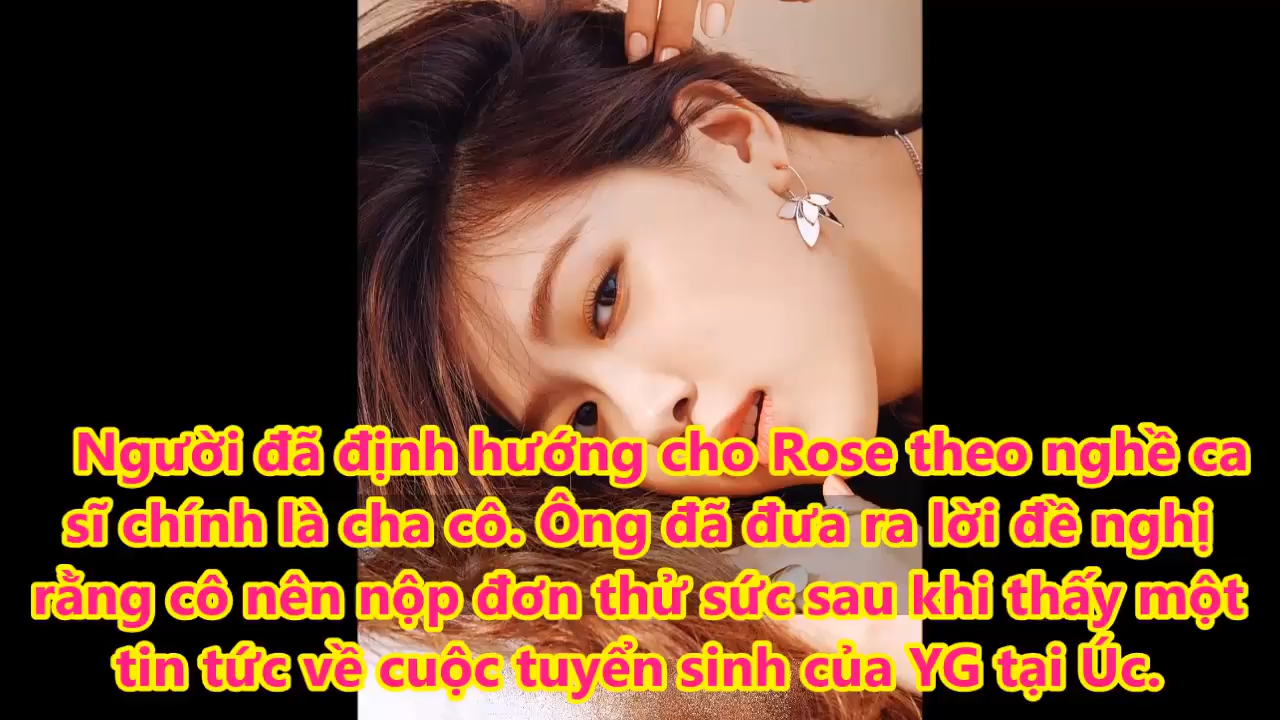 Người đã định hướng cho Rose theo nghề ca
sĩ chính là cha cô. Ông đã đưa ra lời đề nghị
rằng cô nên nộp đơn thử sức sau khi thấy một
tin tức về cuộc tuyển sinh của YG tại Úc.